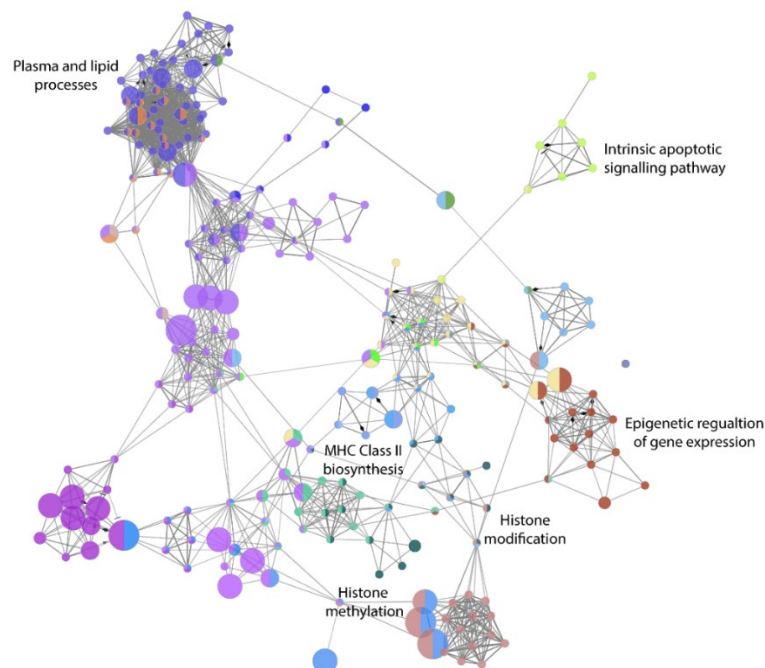 Plasma and lipid
processes
Intrinsic apoptotic
signalling pathway
Epigenetic regualtion
of gene expression
MHC Class II
biosynthesis
Histone
modification
Histone
methylation